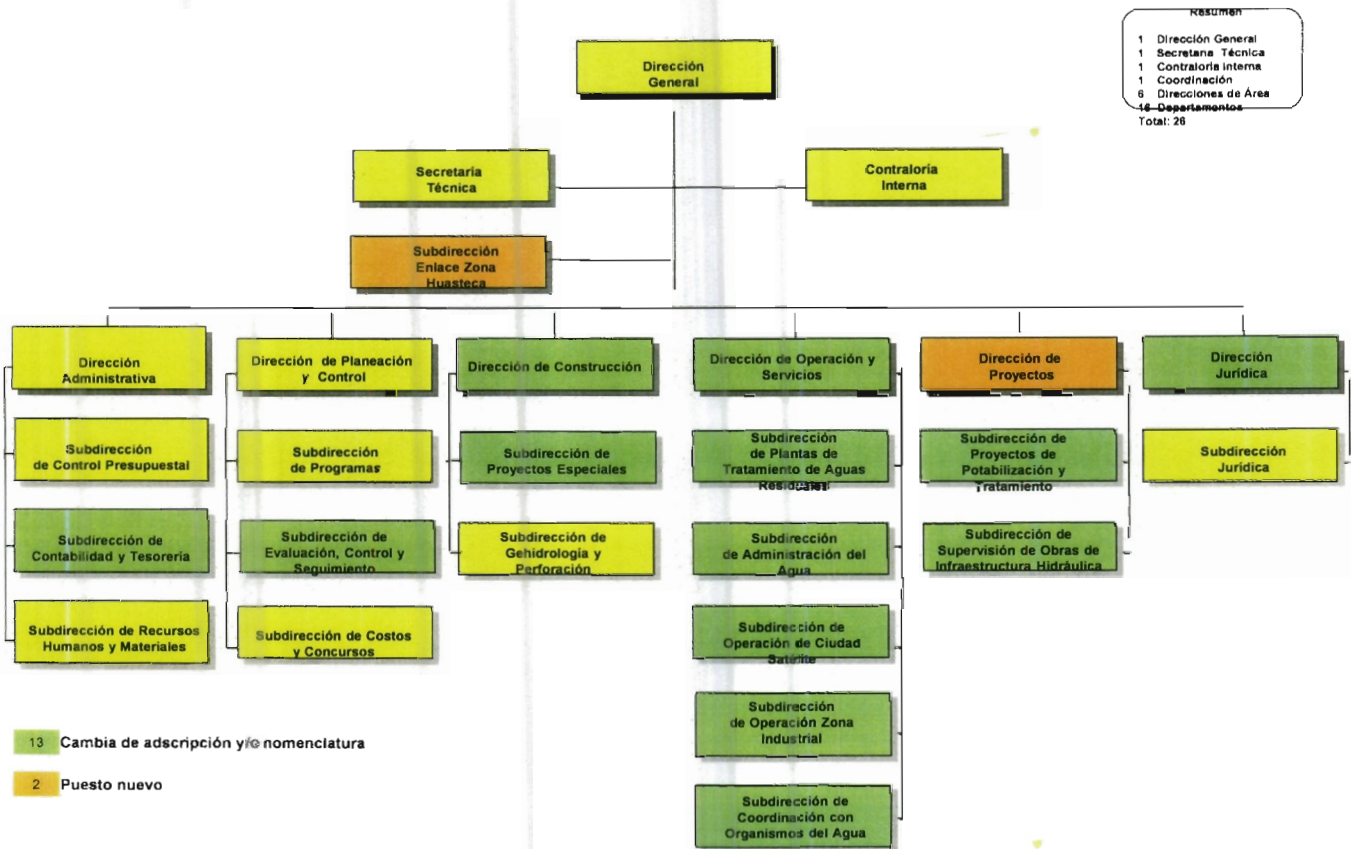 Resumen
1 Dirección General
1 Secretaria Técnica
1 Contraloría Interna
1 Coordinación
6 Direcciones de Área
16 Departamentos
Total: 26
Dirección
General
Secretaría
Técnica
Contraloría
Interna
Subdirección
Enlace Zona
Huasteca
Dirección
Administrativa
Dirección de Planeación
y Control
Dirección de Construcción
Dirección de Operación y
Servicios
Dirección de
Proyectos
Dirección
Jurídica
Subdirección
de Control Presupuestal
Subdirección
de Programas
Subdirección de
Proyectos Especiales
Subdirección
de Plantas de
Tratamiento de Aguas
Residuales
Subdirección de
Proyectos de
Potabilización y
Tratamiento
Subdirección
Jurídica
Subdirección de
Contabilidad y Tesorería
Subdirección de
Evaluación, Control y
Seguimiento
Subdirección de
Gehidrología y
Perforación
Subdirección
de Administración del
Agua
Subdirección de
Supervisión de Obras de
Infraestructura Hidráulica
Subdirección de Recursos
Humanos y Materiales
Subdirección de Costos
y Concursos
Subdirección de
Operación de Ciudad
Satélite
Subdirección
de Operación Zona
Industrial
Subdirección de
Coordinación con
Organismos del Agua
13 Cambia de adscripción y/o nomenclatura
2 Puesto nuevo